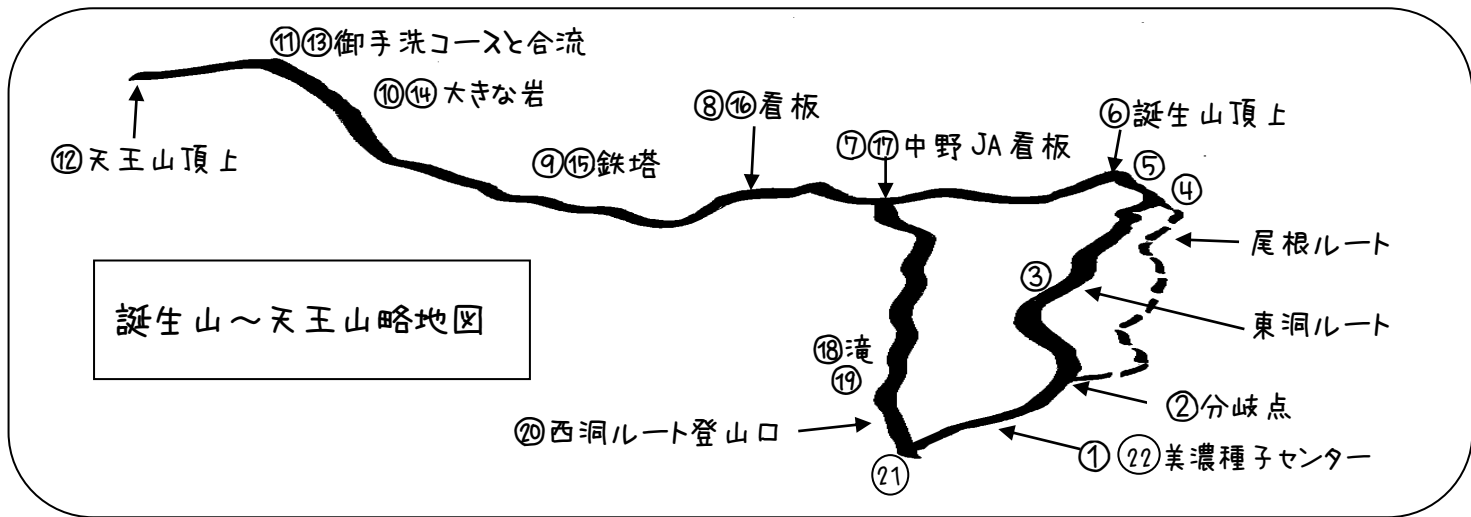 ⑪⑬御手洗コースと合流
⑩⑭大きな岩
⑧⑯看板
⑥誕生山頂上
⑫天王山頂上
⑨⑮鉄塔
⑦⑰中野JA看板
⑤
④
尾根ルート
③
誕生山～天王山略地図
東洞ルート
⑱滝
⑲
②分岐点
⑳西洞ルート登山口
①㉒美濃種子センター
㉑